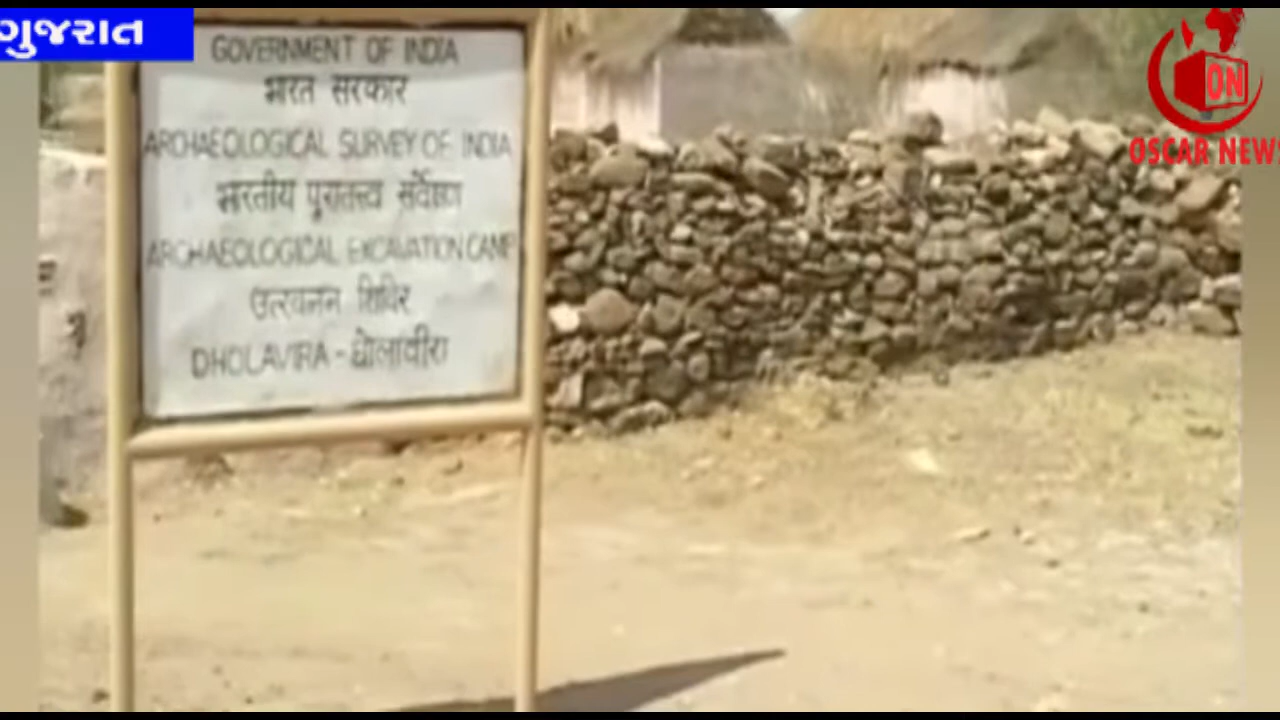 ગુજરાત
GOVERNMENT OF INDIA
भारत सरकार
ARCHAEOLOGICAL SURVEY OF INDIA
भारतीय पुरातत्त्व सर्वेक्षण
ARCHAEOLOGICAL EXCAVATION CAMP
उत्खनन शिविर
DHOLAVIRA - धोलावीरा
ON
OSCAR NEWS